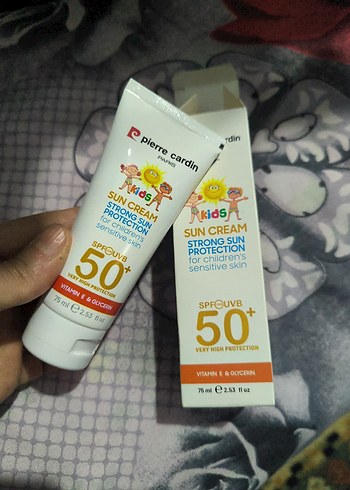 pierre cardin
PARIS
kids
SUN CREAM
STRONG SUN
PROTECTION
for children's
sensitive skin
SPF UVB
50+
VERY HIGH PROTECTION
VITAMIN E & GLYCERIN
75 ml e 2.53 fl oz
rdin
kids
SUN CREAM
STRONG SUN
PROTECTION
for children's
sensitive skin
SPF UVB
50+
VERY HIGH PROTECTION
VITAMIN E & GLYCERIN
75 ml e 2.53 fl oz